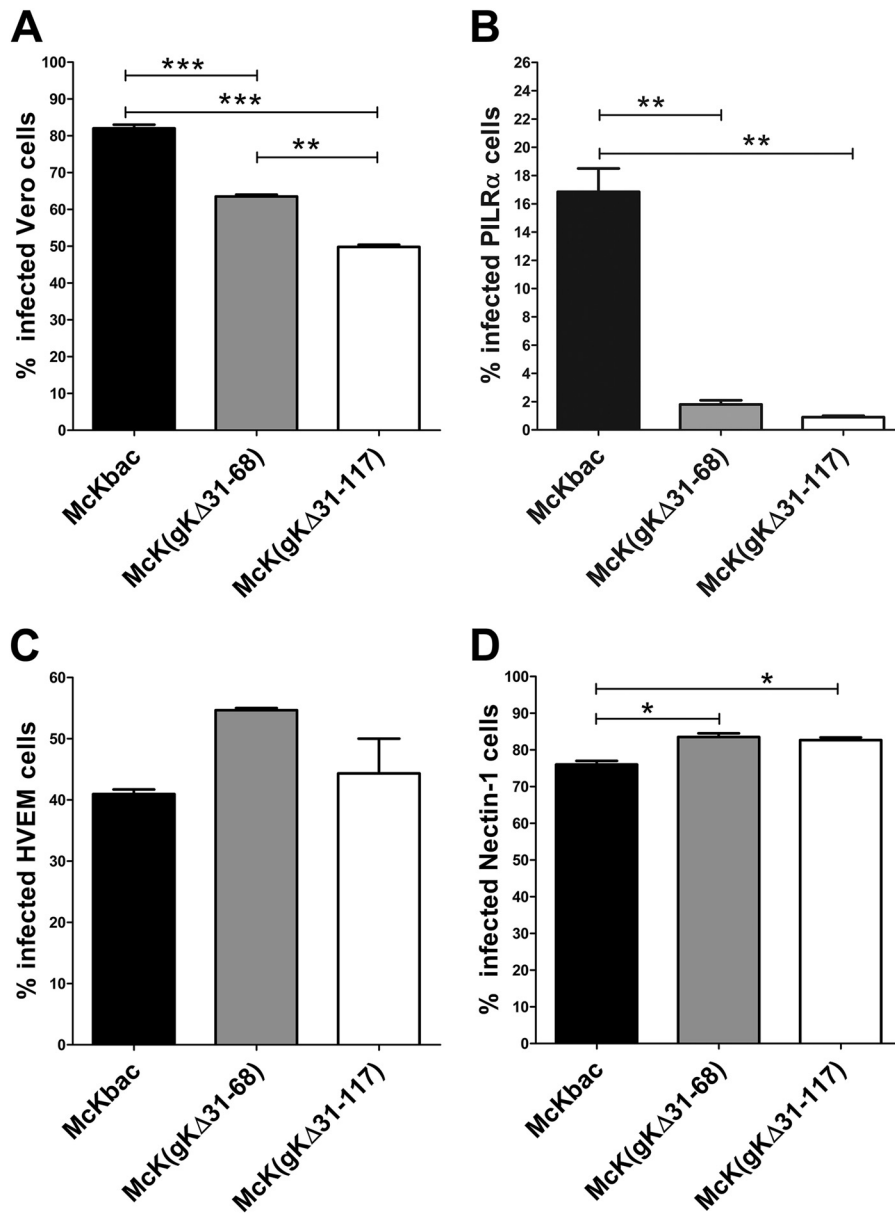 A
% infected Vero cells
100
90
80
70
60
50
40
30
20
10
0
***
***
**
McKbac
McK(gKΔ31-68)
McK(gKΔ31-117)
B
% infected PILRα cells
26
24
22
20
18
16
14
12
10
8
6
4
2
0
**
**
McKbac
McK(gKΔ31-68)
McK(gKΔ31-117)
C
% infected HVEM cells
60
50
40
30
20
10
0
McKbac
McK(gKΔ31-68)
McK(gKΔ31-117)
D
% infected Nectin-1 cells
100
90
80
70
60
50
40
30
20
10
0
*
*
McKbac
McK(gKΔ31-68)
McK(gKΔ31-117)